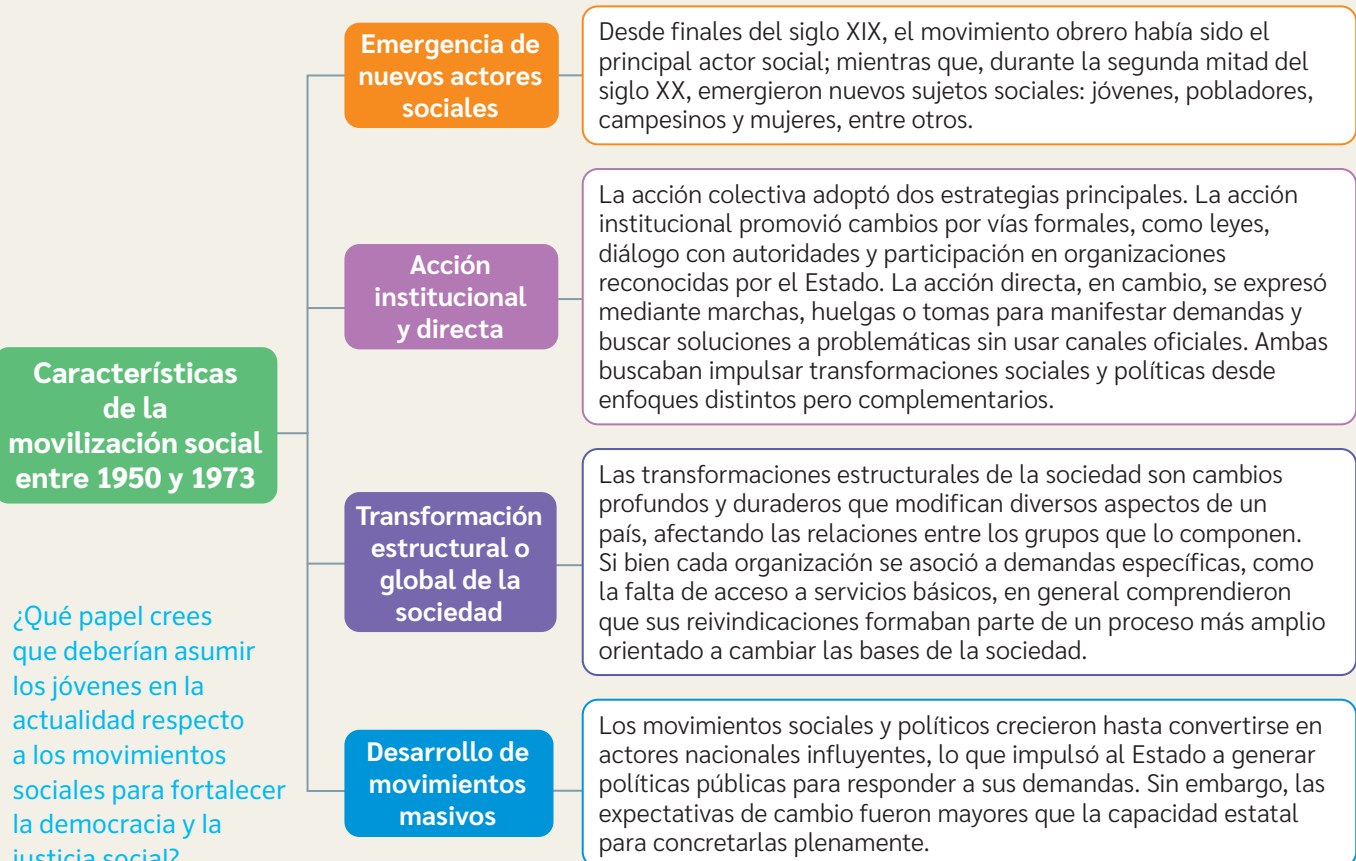 Características
de la
movilización social
entre 1950 y 1973
Emergencia de
nuevos actores
sociales
Desde finales del siglo XIX, el movimiento obrero había sido el
principal actor social; mientras que, durante la segunda mitad del
siglo XX, emergieron nuevos sujetos sociales: jóvenes, pobladores,
campesinos y mujeres, entre otros.
Acción
institucional
y directa
La acción colectiva adoptó dos estrategias principales. La acción
institucional promovió cambios por vías formales, como leyes,
diálogo con autoridades y participación en organizaciones
reconocidas por el Estado. La acción directa, en cambio, se expresó
mediante marchas, huelgas o tomas para manifestar demandas y
buscar soluciones a problemáticas sin usar canales oficiales. Ambas
buscaban impulsar transformaciones sociales y políticas desde
enfoques distintos pero complementarios.
Transformación
estructural o
global de la
sociedad
Las transformaciones estructurales de la sociedad son cambios
profundos y duraderos que modifican diversos aspectos de un
país, afectando las relaciones entre los grupos que lo componen.
Si bien cada organización se asoció a demandas específicas, como
la falta de acceso a servicios básicos, en general comprendieron
que sus reivindicaciones formaban parte de un proceso más amplio
orientado a cambiar las bases de la sociedad.
Desarrollo de
movimientos
masivos
Los movimientos sociales y políticos crecieron hasta convertirse en
actores nacionales influyentes, lo que impulsó al Estado a generar
políticas públicas para responder a sus demandas. Sin embargo, las
expectativas de cambio fueron mayores que la capacidad estatal
para concretarlas plenamente.
¿Qué papel crees
que deberían asumir
los jóvenes en la
actualidad respecto
a los movimientos
sociales para fortalecer
la democracia y la
justicia social?